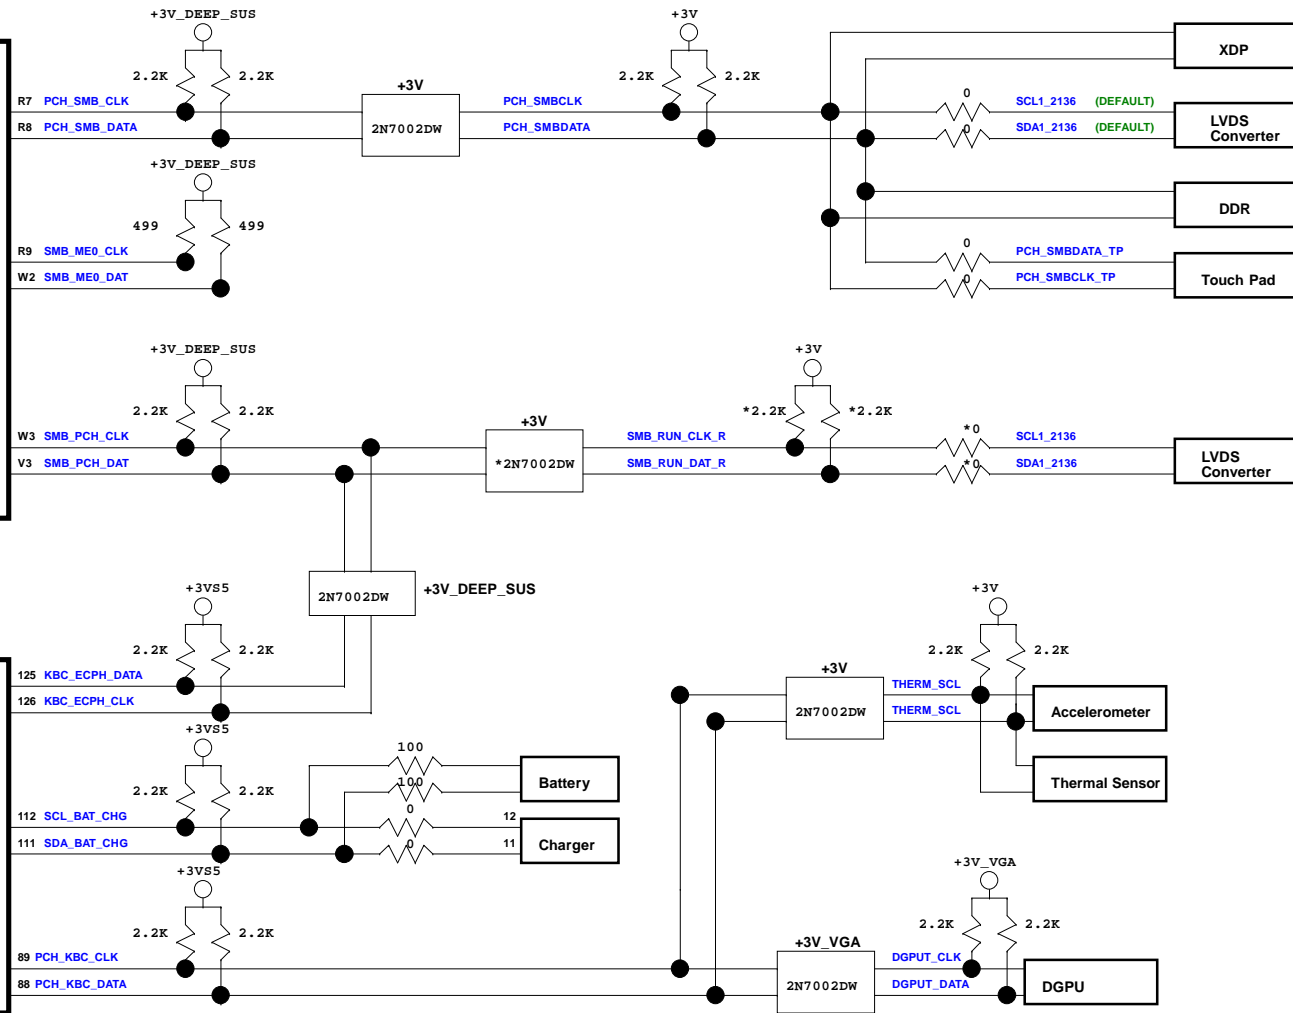 +3V_DEEP_SUS
+3V
2.2K 2.2K
+3V
2.2K 2.2K
XDP
R7 PCH_SMB_CLK
2N7002DW
PCH_SMBCLK
0
SCL1_2136 (DEFAULT)
R8 PCH_SMB_DATA
PCH_SMBDATA
0
SDA1_2136 (DEFAULT)
LVDS
Converter
+3V_DEEP_SUS
499 499
DDR
R9 SMB_ME0_CLK
0
PCH_SMBDATA_TP
W2 SMB_ME0_DAT
0
PCH_SMBCLK_TP
Touch Pad
+3V_DEEP_SUS
+3V
2.2K 2.2K
+3V
*2.2K *2.2K
W3 SMB_PCH_CLK
*2N7002DW
SMB_RUN_CLK_R
*0
SCL1_2136
V3 SMB_PCH_DAT
SMB_RUN_DAT_R
*0
SDA1_2136
LVDS
Converter
2N7002DW
+3V_DEEP_SUS
+3VS5
2.2K 2.2K
125 KBC_ECPH_DATA
126 KBC_ECPH_CLK
+3V
2.2K 2.2K
+3V
2N7002DW
THERM_SCL
THERM_SCL
Accelerometer
Thermal Sensor
+3VS5
2.2K 2.2K
100
100
Battery
112 SCL_BAT_CHG
0
12
111 SDA_BAT_CHG
0
11
Charger
+3VS5
2.2K 2.2K
+3V_VGA
2.2K 2.2K
+3V_VGA
89 PCH_KBC_CLK
2N7002DW
DGPUT_CLK
88 PCH_KBC_DATA
DGPUT_DATA
DGPU